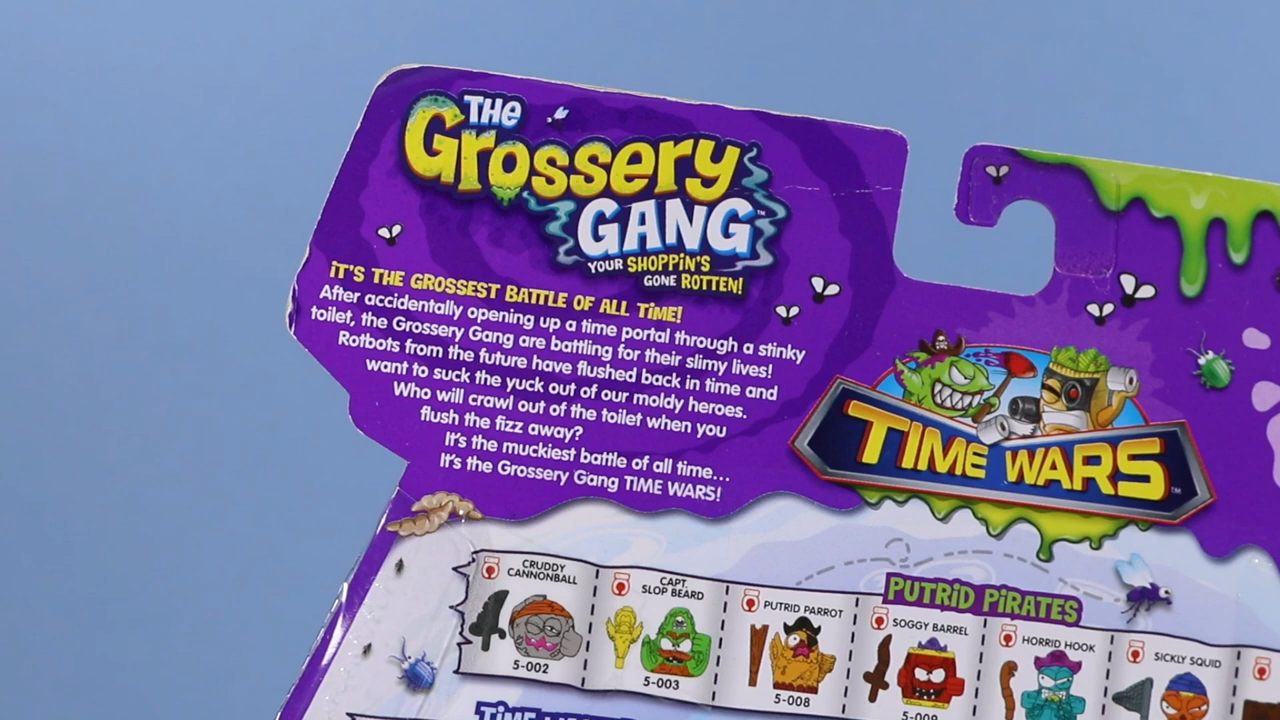 THE
Grossery
GANG™
YOUR SHOPPiN'S
GONE ROTTEN!
iT'S THE GROSSEST BATTLE OF ALL TiME!
After accidentally opening up a time portal through a stinky
toilet, the Grossery Gang are battling for their slimy lives!
Rotbots from the future have flushed back in time and
want to suck the yuck out of our moldy heroes.
Who will crawl out of the toilet when you
flush the fizz away?
It's the muckiest battle of all time...
It's the Grossery Gang TIME WARS!
TIME WARS™
PUTRiD PiRATES
CRUDDY
CANNONBALL
5-002
CAPT.
SLOP BEARD
5-003
PUTRID PARROT
5-008
SOGGY BARREL
5-009
HORRID HOOK
SICKLY SQUID